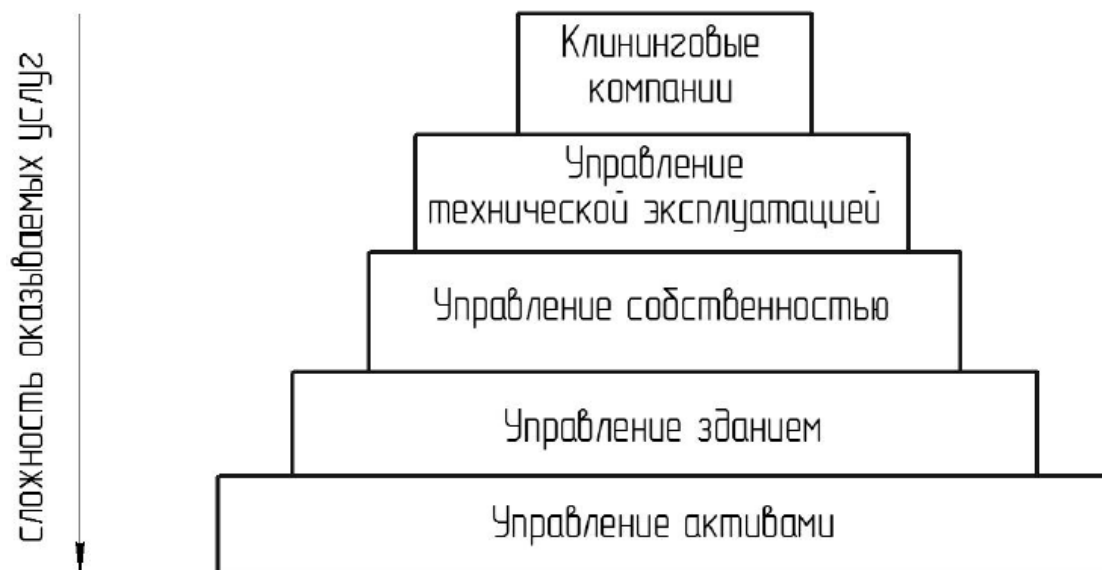 сложность оказываемых услуг
Клининговые
компании
Управление
технической эксплуатацией
Управление собственностью
Управление зданием
Управление активами